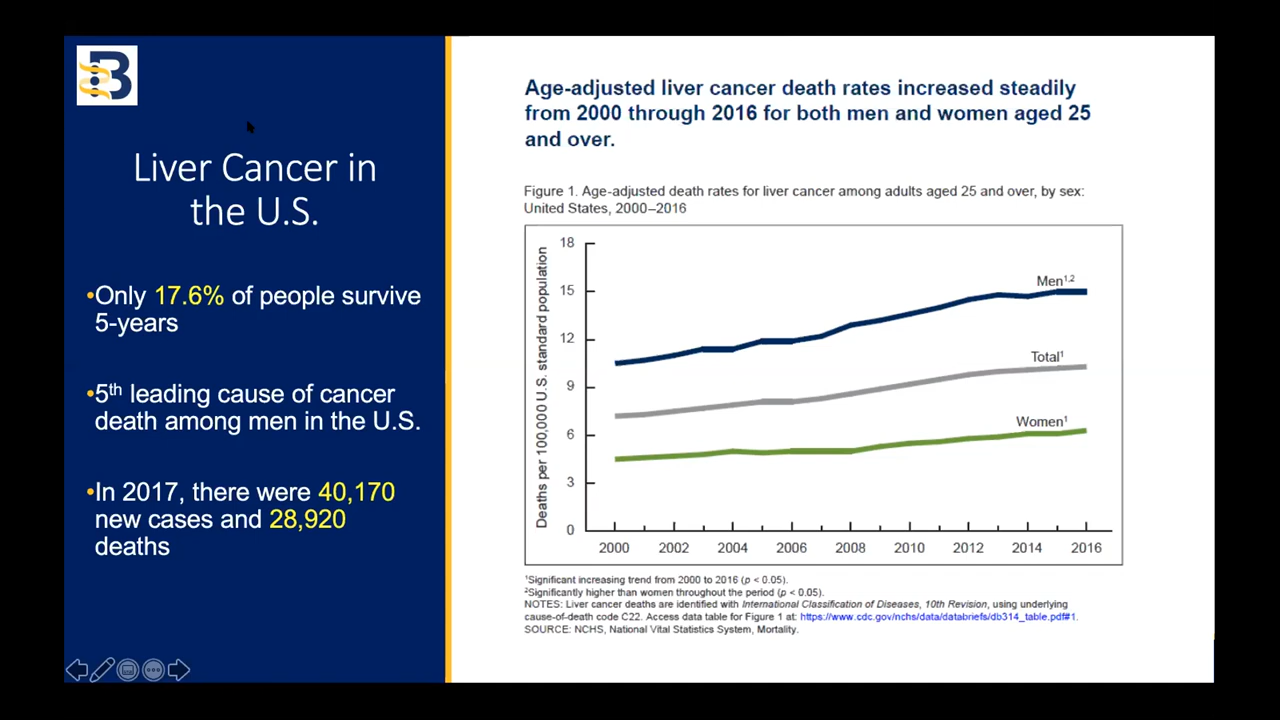 B
Liver Cancer in
the U.S.
•Only 17.6% of people survive
5-years
•5th leading cause of cancer
death among men in the U.S.
•In 2017, there were 40,170
new cases and 28,920
deaths
Age-adjusted liver cancer death rates increased steadily
from 2000 through 2016 for both men and women aged 25
and over.
Figure 1. Age-adjusted death rates for liver cancer among adults aged 25 and over, by sex:
United States, 2000–2016
Deaths per 100,000 U.S. standard population
18
15
12
9
6
3
0
Men1,2
Total1
Women1
2000 2002 2004 2006 2008 2010 2012 2014 2016
1Significant increasing trend from 2000 to 2016 (p < 0.05).
2Significantly higher than women throughout the period (p < 0.05).
NOTES: Liver cancer deaths are identified with International Classification of Diseases, 10th Revision, using underlying
cause-of-death code C22. Access data table for Figure 1 at: https://www.cdc.gov/nchs/data/databriefs/db314_table.pdf#1.
SOURCE: NCHS, National Vital Statistics System, Mortality.